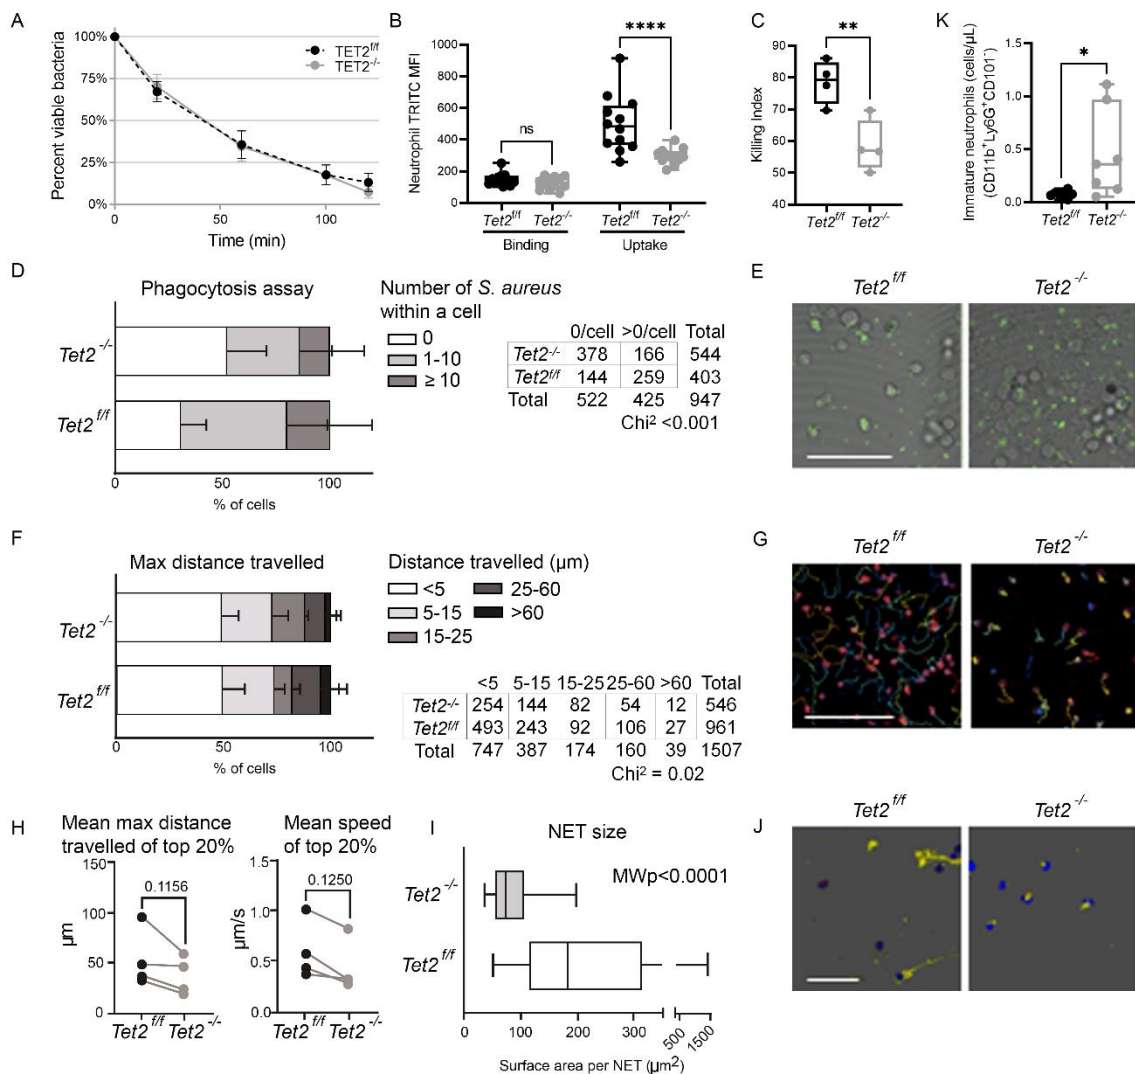 A
Percent viable bacteria
100%
75%
50%
25%
0%
0
50
100
Time (min)
TET2f/f
TET2-/-
B
Neutrophil TRITC MFI
1000
800
600
400
200
0
ns
****
Tet2f/f Tet2-/- Tet2f/f Tet2-/-
Binding Uptake
C
Killing Index
100
90
80
70
60
50
40
**
Tet2f/f Tet2-/-
K
Immature neutrophils (cells/μL)
(CD11b+Ly6G+CD101-)
1.5
1.0
0.5
0.0
*
Tet2f/f Tet2-/-
D
Phagocytosis assay
Tet2-/-
Tet2f/f
0 50 100
% of cells
Number of S. aureus
within a cell
0
1-10
≥ 10
0/cell >0/cell Total
Tet2-/- 378 166 544
Tet2f/f 144 259 403
Total 522 425 947
Chi2 <0.001
E
Tet2f/f Tet2-/-
F
Max distance travelled
Tet2-/-
Tet2f/f
50 100
% of cells
Distance travelled (μm)
<5
5-15
15-25
25-60
>60
<5 5-15 15-25 25-60 >60 Total
Tet2-/- 254 144 82 54 12 546
Tet2f/f 493 243 92 106 27 961
Total 747 387 174 160 39 1507
Chi2 = 0.02
G
Tet2f/f Tet2-/-
H
Mean max distance
travelled of top 20%
μm
150
100
50
0
0.1156
Tet2f/f Tet2-/-
Mean speed
of top 20%
μm/s
1.5
1.0
0.5
0.0
0.1250
Tet2f/f Tet2-/-
I
NET size
MWp<0.0001
Tet2-/-
Tet2f/f
0 100 200 300 500 1500
Surface area per NET (μm2)
J
Tet2f/f Tet2-/-